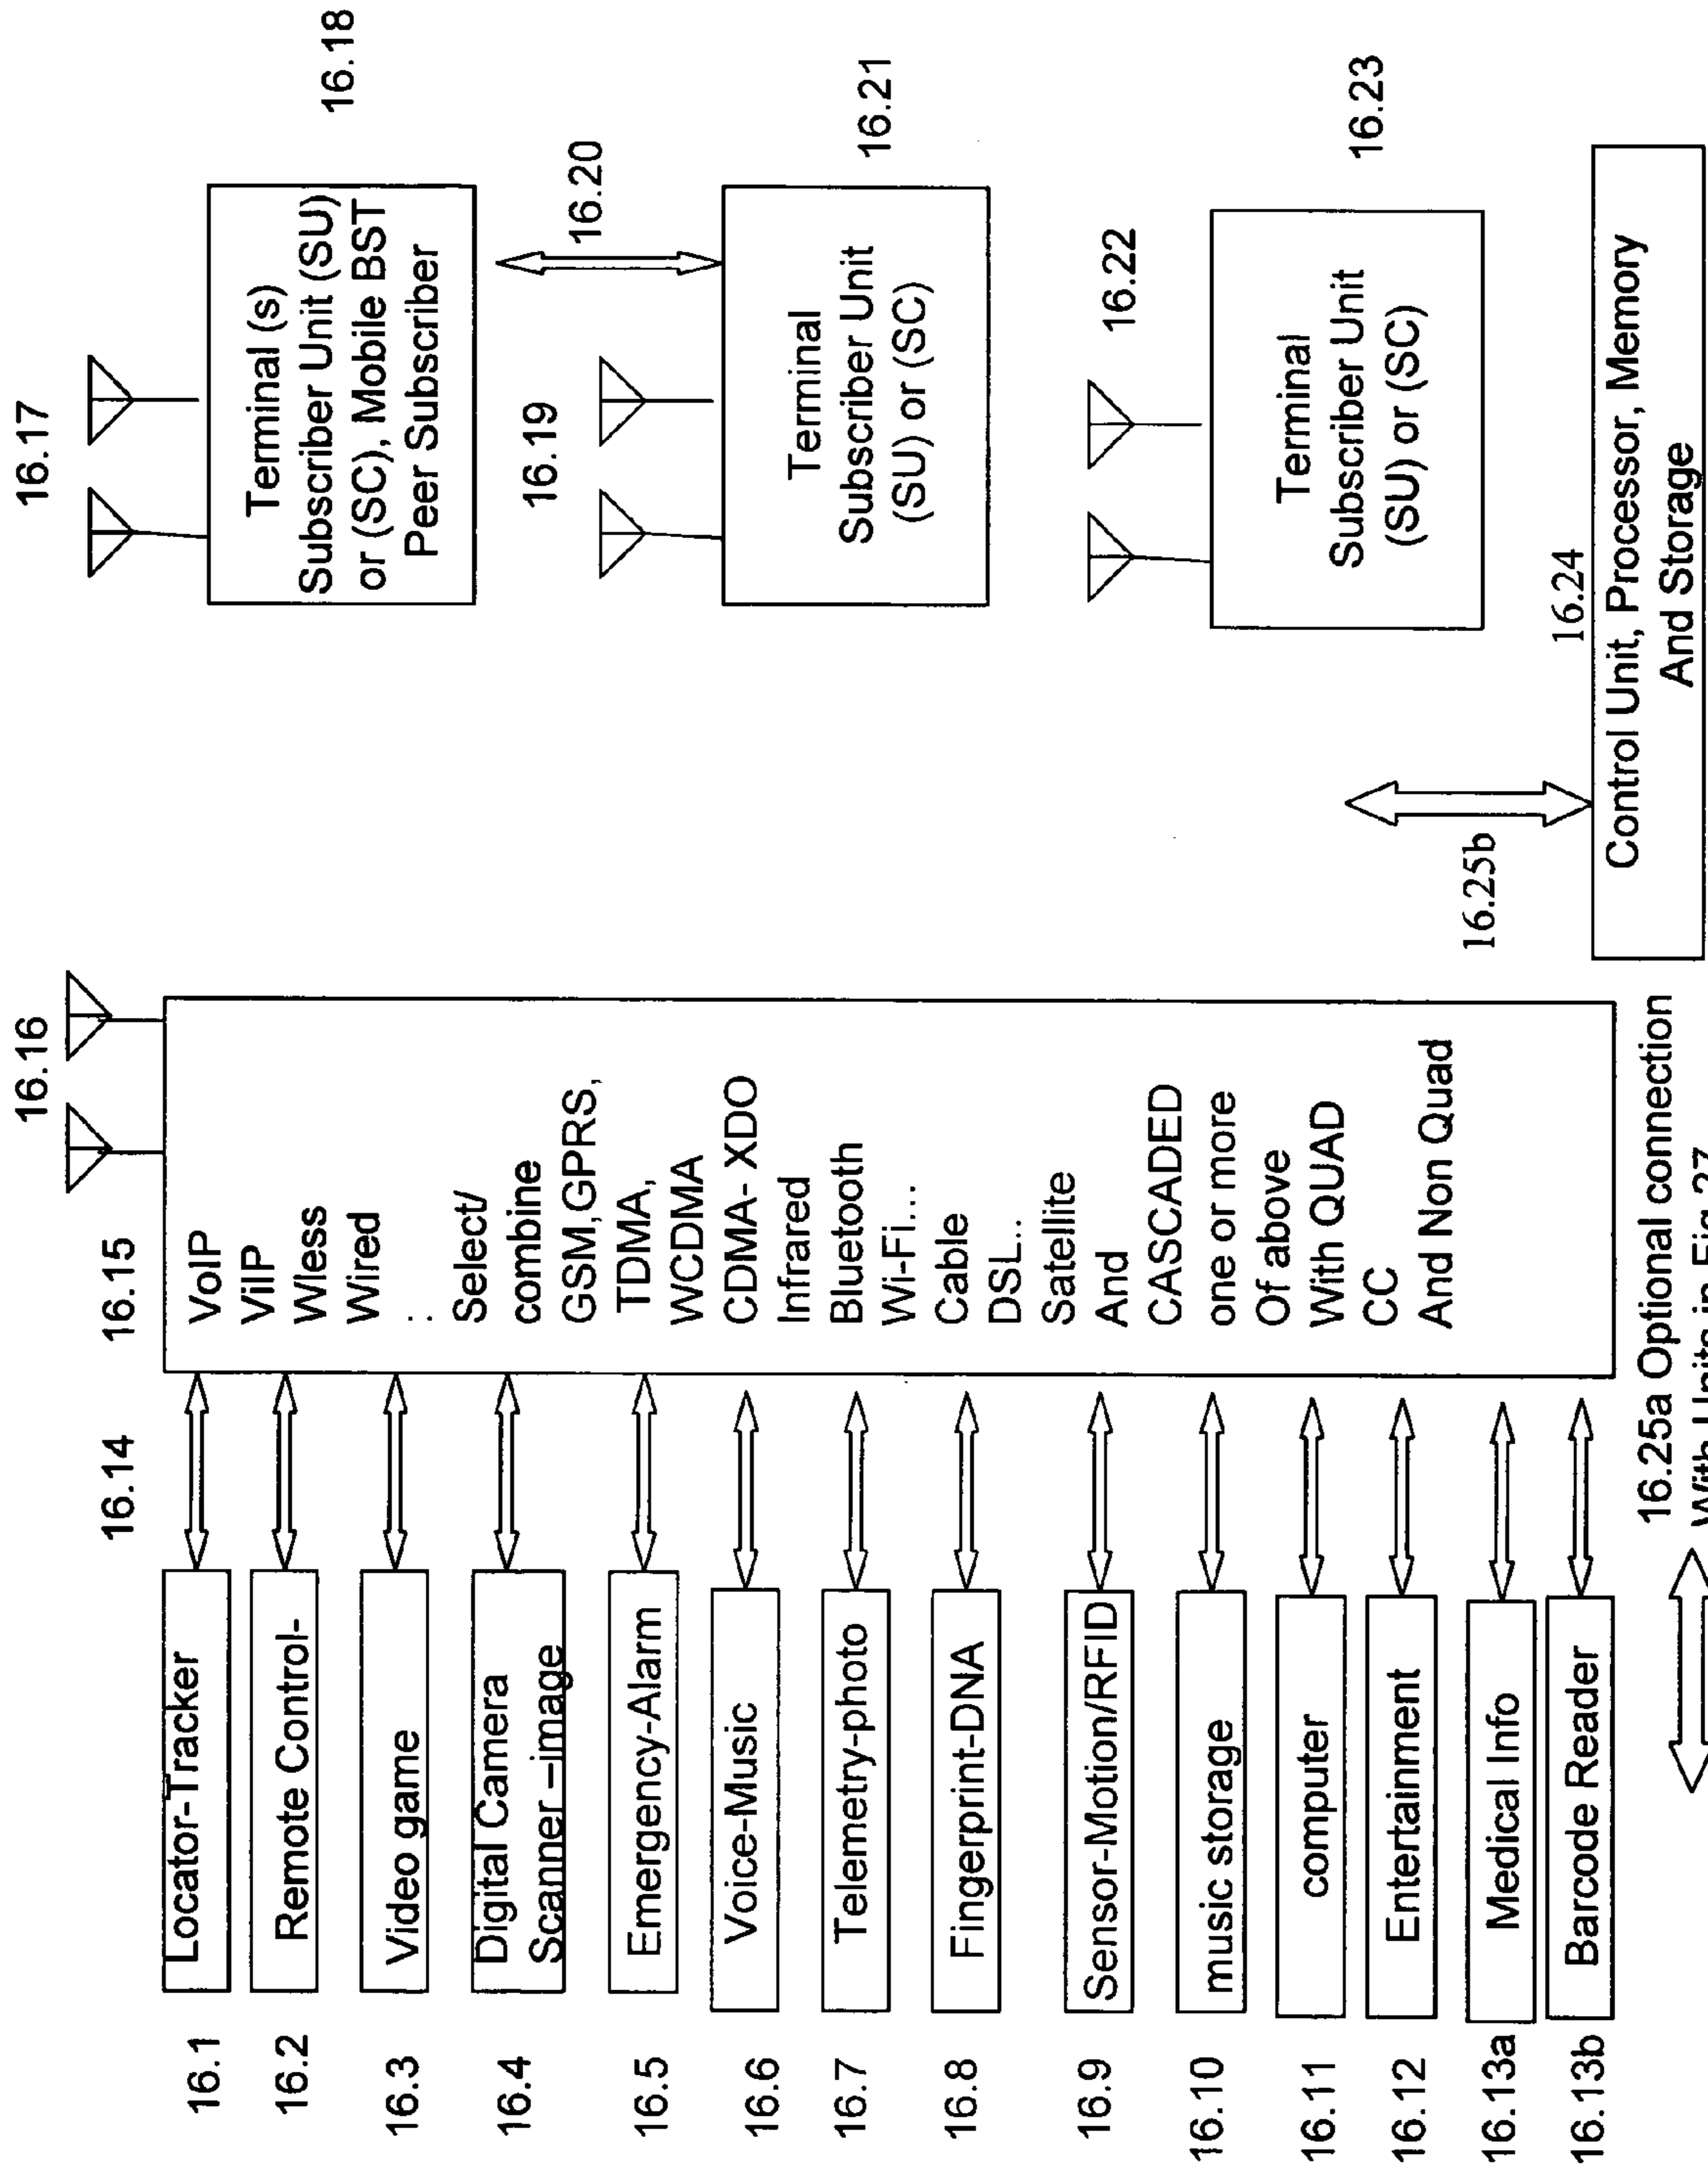 16.1
Locator-Tracker
16.2
Remote Control-
16.3
Video game
16.4
Digital Camera
Scanner –image
16.5
Emergency-Alarm
16.6
Voice-Music
16.7
Telemetry-photo
16.8
Fingerprint-DNA
16.9
Sensor-Motion/RFID
16.10
music storage
16.11
computer
16.12
Entertainment
16.13a
Medical Info
16.13b
Barcode Reader
16.14
16.15
16.16
VoIP
ViIP
Wless
Wired
..
Select/
combine
GSM,GPRS,
TDMA,
WCDMA
CDMA- XDO
Infrared
Bluetooth
Wi-Fi...
Cable
DSL..
Satellite
And
CASCADED
one or more
Of above
With QUAD
CC
And Non Quad
16.25a Optional connection
With Units in Fig 27
16.17
Terminal (s)
Subscriber Unit (SU)
or (SC), Mobile BST
Peer Subscriber
16.18
16.20
16.19
Terminal
Subscriber Unit
(SU) or (SC)
16.21
16.22
Terminal
Subscriber Unit
(SU) or (SC)
16.23
16.25b
16.24
Control Unit, Processor, Memory
And Storage